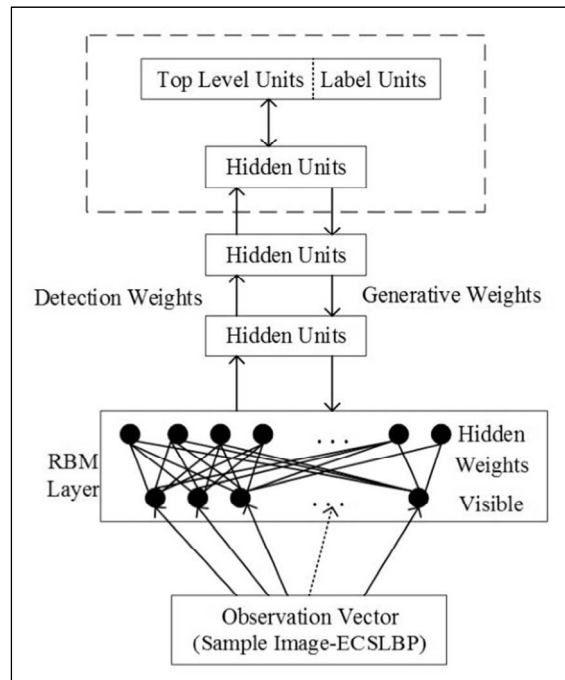 Top Level Units Label Units
Hidden Units
Hidden Units
Detection Weights Generative Weights
Hidden Units
. . . Hidden
RBM Weights
Layer
. . . Visible
Observation Vector
(Sample Image-ECSLBP)